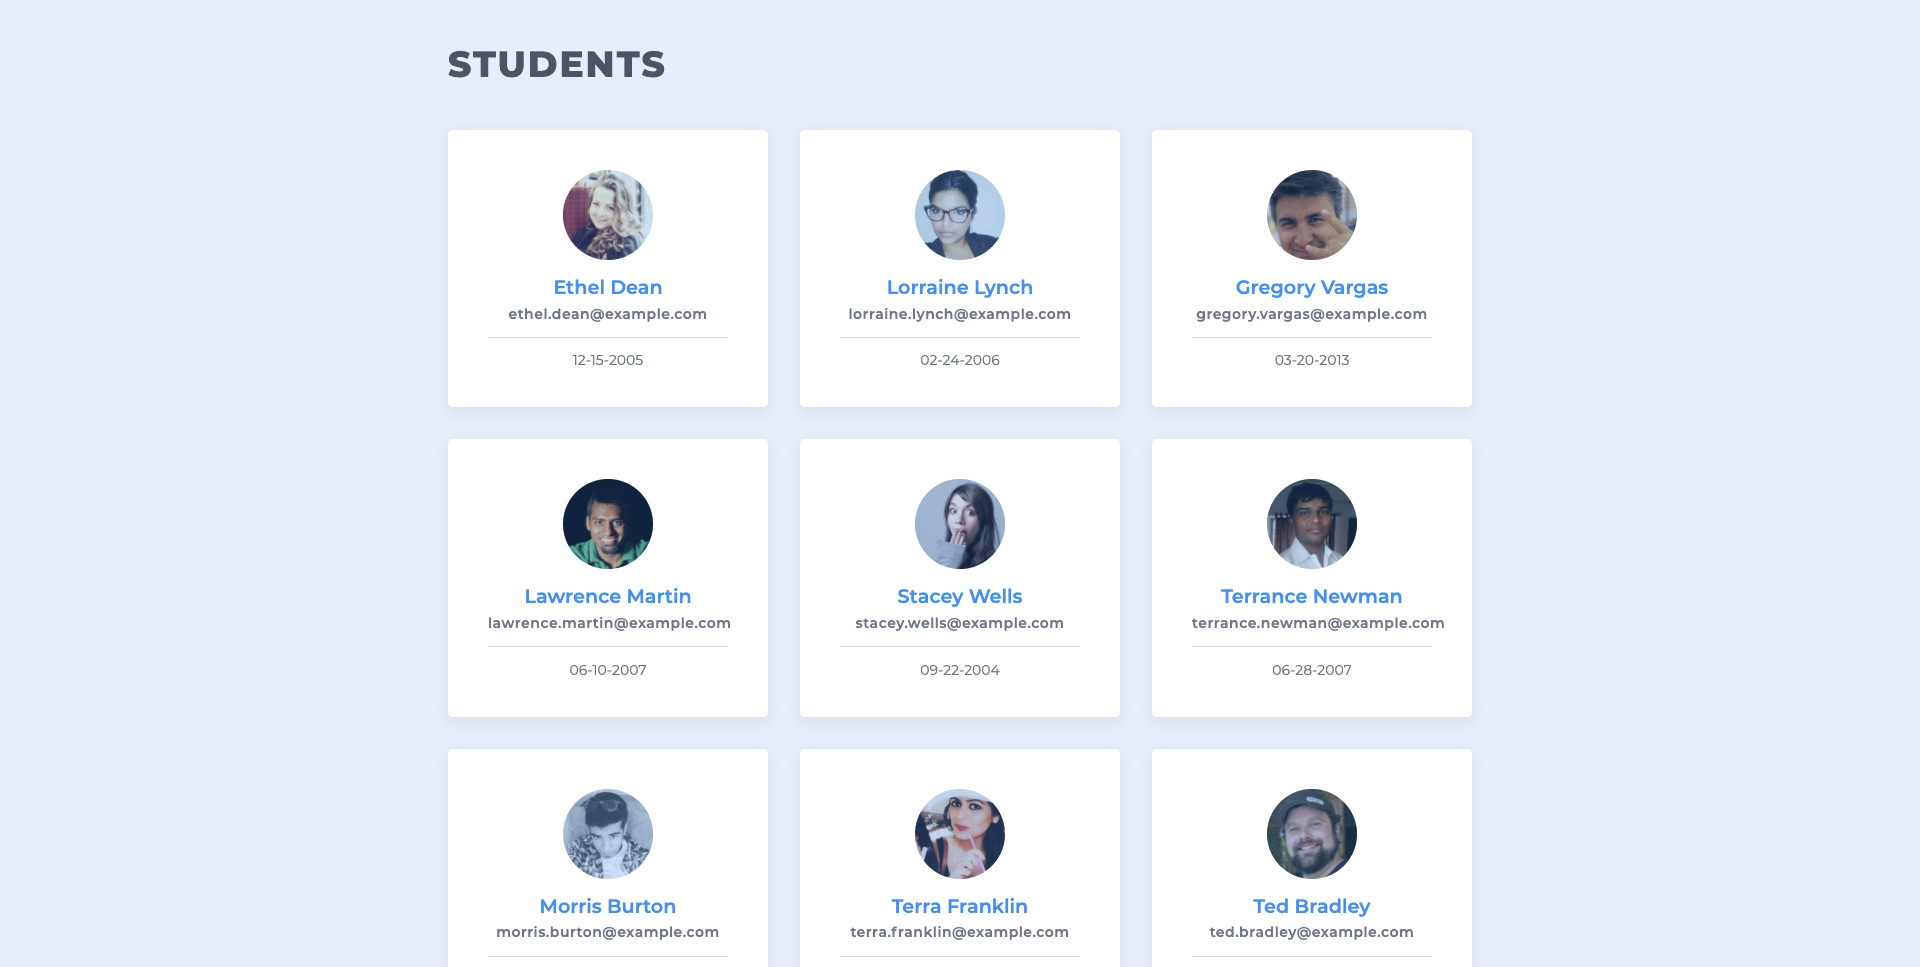 STUDENTS
Ethel Dean
ethel.dean@example.com
12-15-2005
Lorraine Lynch
lorraine.lynch@example.com
02-24-2006
Gregory Vargas
gregory.vargas@example.com
03-20-2013
Lawrence Martin
lawrence.martin@example.com
06-10-2007
Stacey Wells
stacey.wells@example.com
09-22-2004
Terrance Newman
terrance.newman@example.com
06-28-2007
Morris Burton
morris.burton@example.com
Terra Franklin
terra.franklin@example.com
Ted Bradley
ted.bradley@example.com